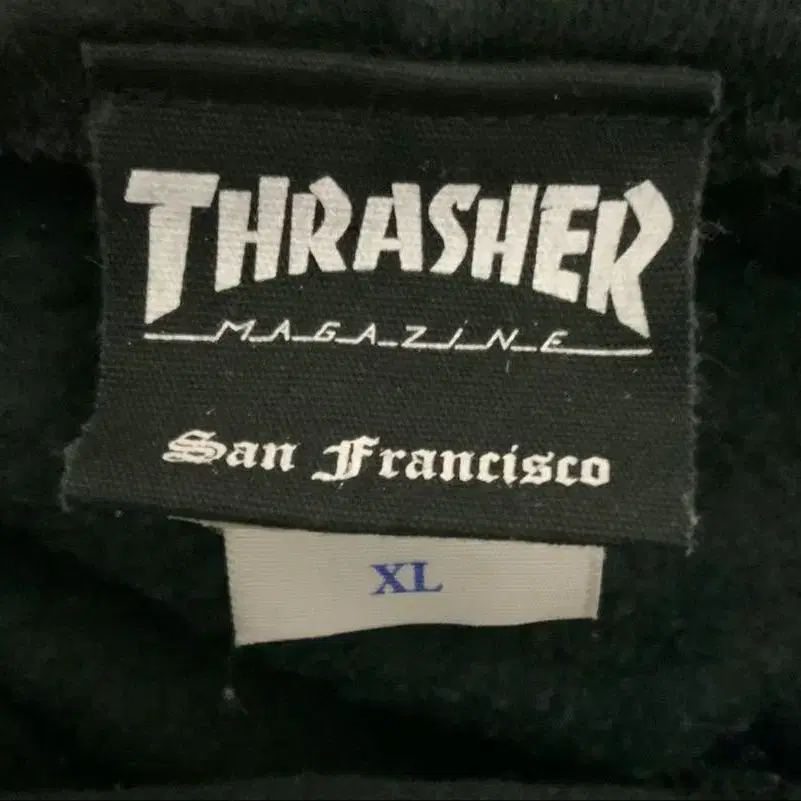 THRASHER
MAGAZINE
San Francisco
XL